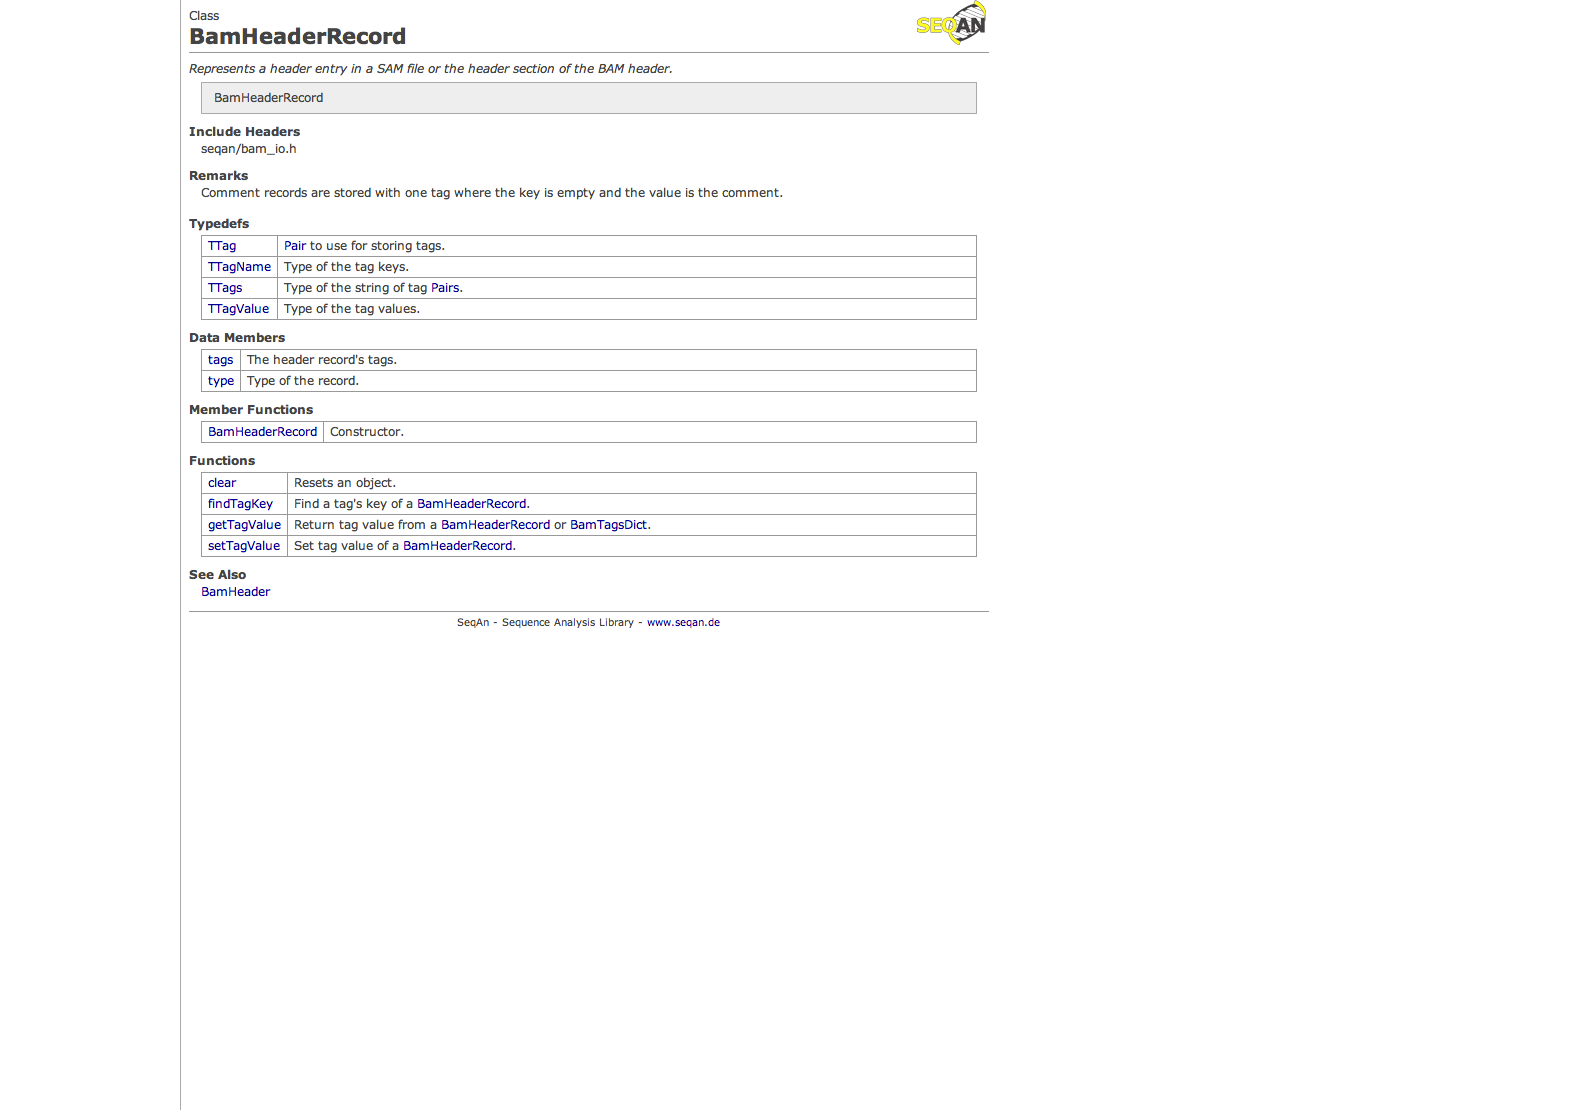 Class
BamHeaderRecord
SEQAN
Represents a header entry in a SAM file or the header section of the BAM header.
BamHeaderRecord
Include Headers
seqan/bam_io.h
Remarks
Comment records are stored with one tag where the key is empty and the value is the comment.
Typedefs
TTag Pair to use for storing tags.
TTagName Type of the tag keys.
TTags Type of the string of tag Pairs.
TTagValue Type of the tag values.
Data Members
tags The header record's tags.
type Type of the record.
Member Functions
BamHeaderRecord Constructor.
Functions
clear Resets an object.
findTagKey Find a tag's key of a BamHeaderRecord.
getTagValue Return tag value from a BamHeaderRecord or BamTagsDict.
setTagValue Set tag value of a BamHeaderRecord.
See Also
BamHeader
SeqAn - Sequence Analysis Library - www.seqan.de